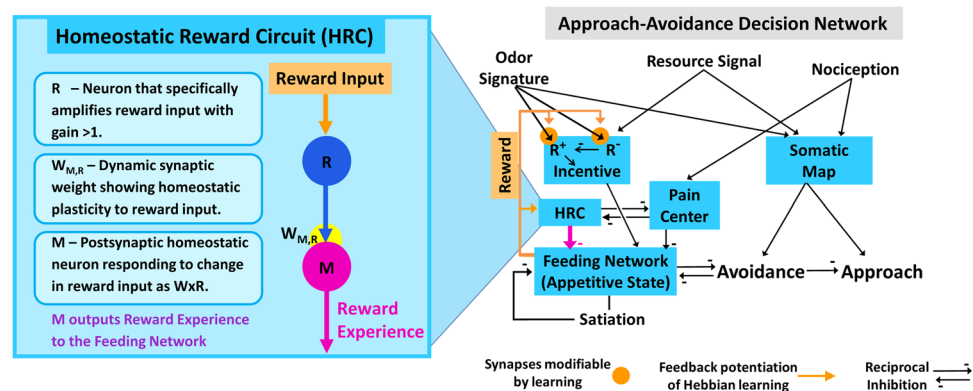 Homeostatic Reward Circuit (HRC)
R – Neuron that specifically
amplifies reward input with
gain >1.
W_M,R – Dynamic synaptic
weight showing homeostatic
plasticity to reward input.
M – Postsynaptic homeostatic
neuron responding to change
in reward input as WxR.
M outputs Reward Experience
to the Feeding Network
Reward Input
R
W_M,R
M
Reward
Experience
Approach-Avoidance Decision Network
Odor
Signature
Resource Signal
Nociception
Reward
R+ - R-
Incentive
Somatic
Map
HRC
-
-
Pain
Center
-
-
Feeding Network
(Appetitive State)
-
-
Avoidance
-
Approach
-
Satiation
Synapses modifiable
by learning
Feedback potentiation
of Hebbian learning
Reciprocal
Inhibition
-
-